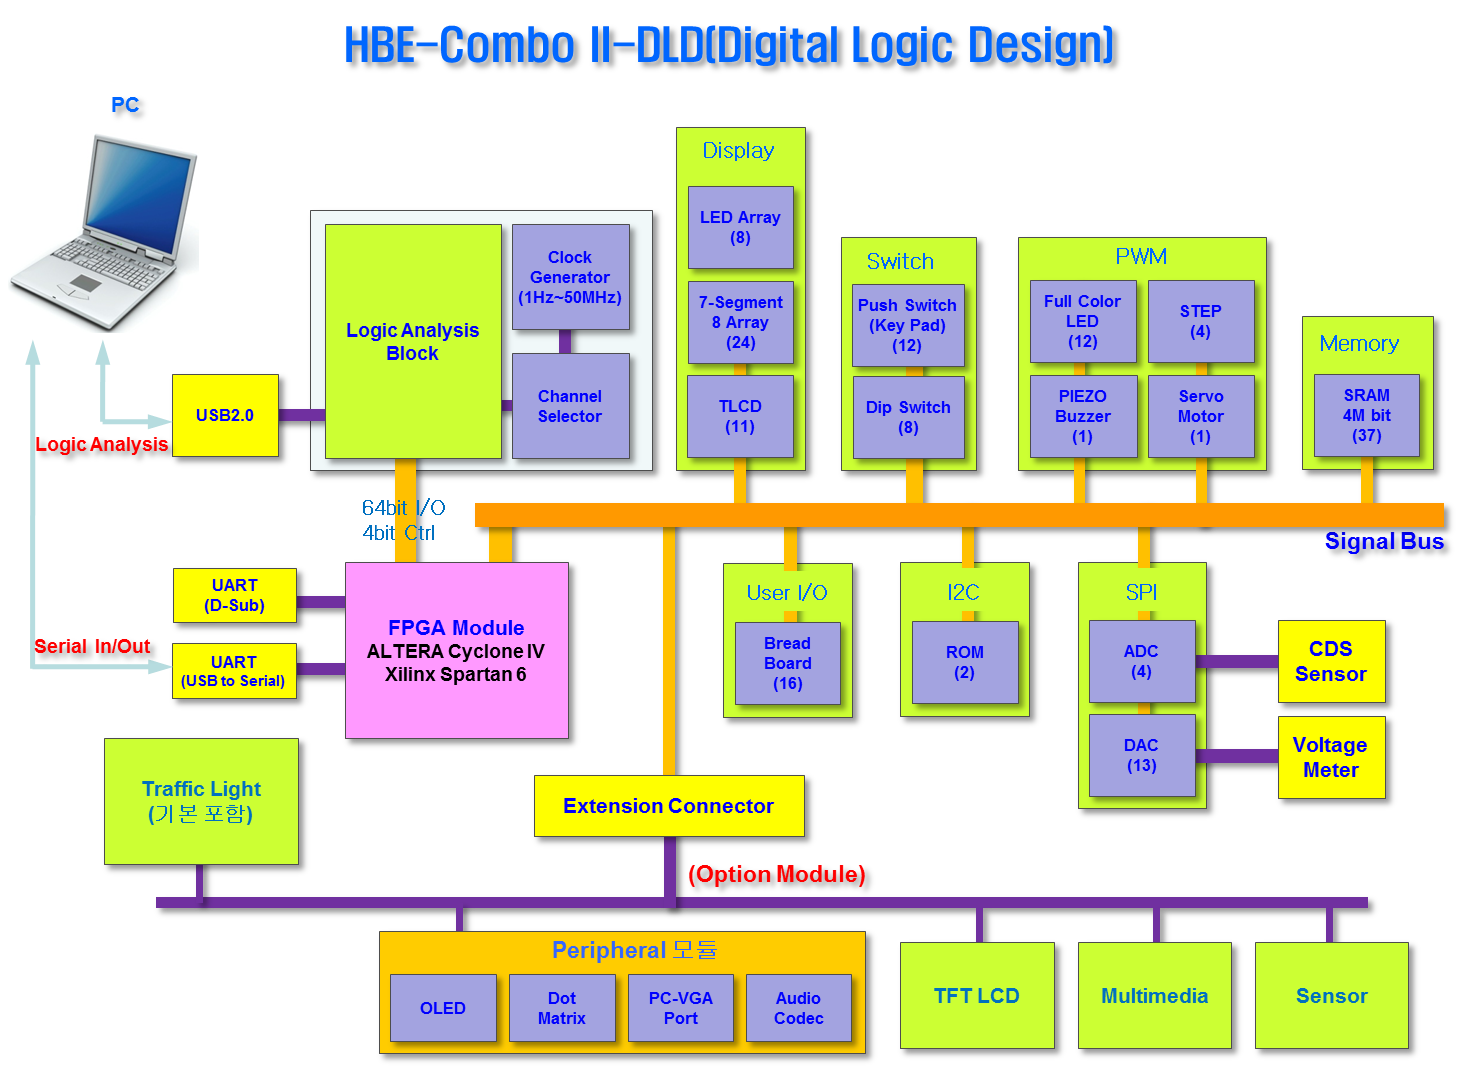 HBE-Combo II-DLD(Digital Logic Design)
PC
Display
LED Array
(8)
7-Segment
8 Array
(24)
TLCD
(11)
Clock
Generator
(1Hz~50MHz)
Logic Analysis
Block
Channel
Selector
Switch
Push Switch
(Key Pad)
(12)
Dip Switch
(8)
PWM
Full Color
LED
(12)
STEP
(4)
PIEZO
Buzzer
(1)
Servo
Motor
(1)
Memory
SRAM
4M bit
(37)
USB2.0
Logic Analysis
64bit I/O
4bit Ctrl
Signal Bus
UART
(D-Sub)
Serial In/Out
UART
(USB to Serial)
FPGA Module
ALTERA Cyclone IV
Xilinx Spartan 6
User I/O
Bread
Board
(16)
I2C
ROM
(2)
SPI
ADC
(4)
DAC
(13)
CDS
Sensor
Voltage
Meter
Traffic Light
(기본 포함)
Extension Connector
(Option Module)
Peripheral 모듈
OLED
Dot
Matrix
PC-VGA
Port
Audio
Codec
TFT LCD
Multimedia
Sensor